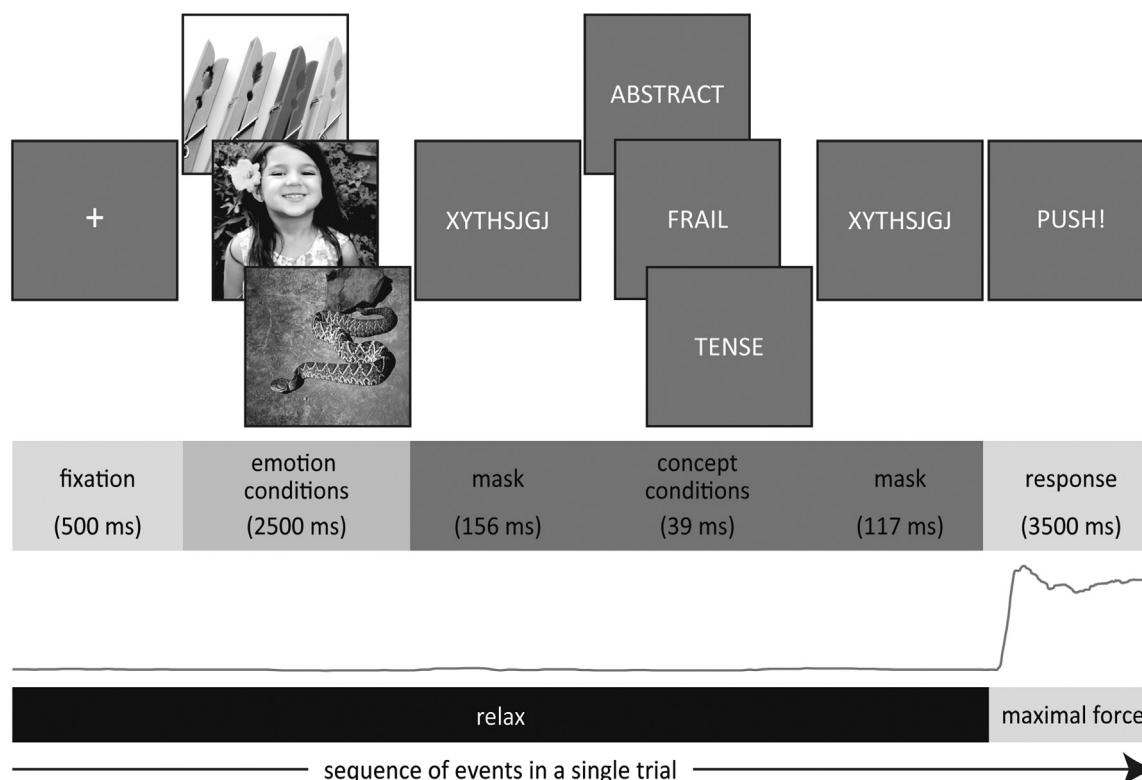 ABSTRACT
+
XYTHSJGJ
FRAIL
XYTHSJGJ
PUSH!
TENSE
fixation
(500 ms)
emotion
conditions
(2500 ms)
mask
(156 ms)
concept
conditions
(39 ms)
mask
(117 ms)
response
(3500 ms)
relax
maximal force
sequence of events in a single trial